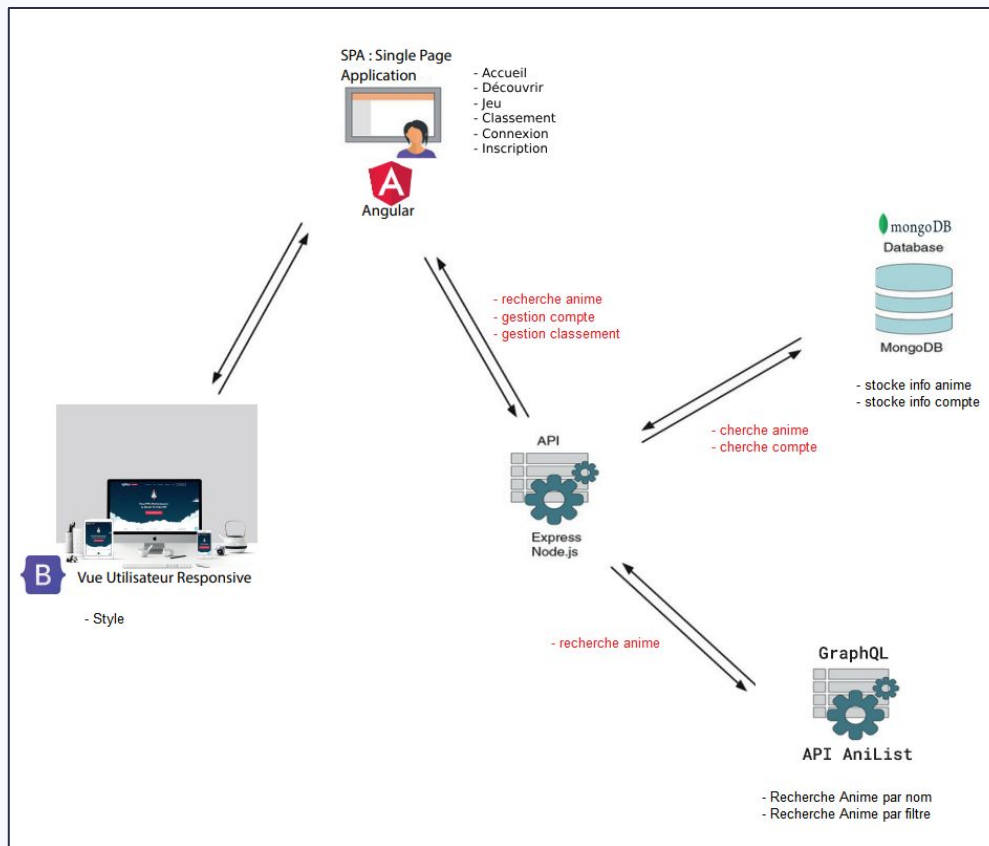 SPA : Single Page
Application
- Accueil
- Découvrir
- Jeu
- Classement
- Connexion
- Inscription
A
Angular
mongoDB
Database
MongoDB
- stocke info anime
- stocke info compte
- recherche anime
- gestion compte
- gestion classement
- cherche anime
- cherche compte
API
Express
Node.js
B
Vue Utilisateur Responsive
- Style
- recherche anime
GraphQL
API AniList
- Recherche Anime par nom
- Recherche Anime par filtre